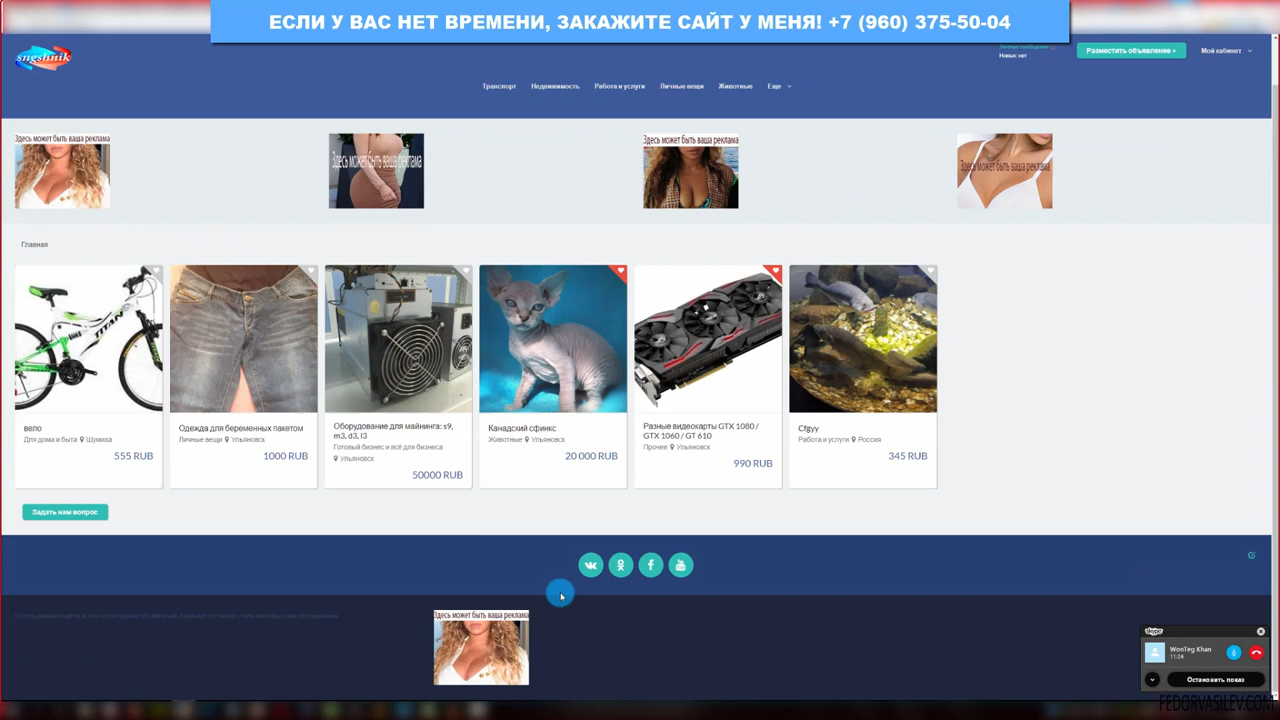 ЕСЛИ У ВАС НЕТ ВРЕМЕНИ, ЗАКАЖИТЕ САЙТ У МЕНЯ! +7 (960) 375-50-04
sngshnik
Личные сообщения
Новых: нет
Разместить объявление +
Мой кабинет
Транспорт Недвижимость Работа и услуги Личные вещи Животные Еще
Здесь может быть ваша реклама
Здесь может быть ваша реклама
Здесь может быть ваша реклама
Здесь может быть ваша реклама
Главная
TITAN
вело
Для дома и быта Шумиха
555 RUB
Одежда для беременных пакетом
Личные вещи Ульяновск
1000 RUB
Оборудование для майнинга: s9,
m3, d3, l3
Готовый бизнес и всё для бизнеса
Ульяновск
50000 RUB
Канадский сфинкс
Животные Ульяновск
20 000 RUB
Разные видеокарты GTX 1080 /
GTX 1060 / GT 610
Прочее Ульяновск
990 RUB
Cfgyy
Работа и услуги Россия
345 RUB
Задать нам вопрос
Здесь может быть ваша реклама
skype
WonTeg Khan
11:24
Остановить показ
FEDORVASILEV.COM